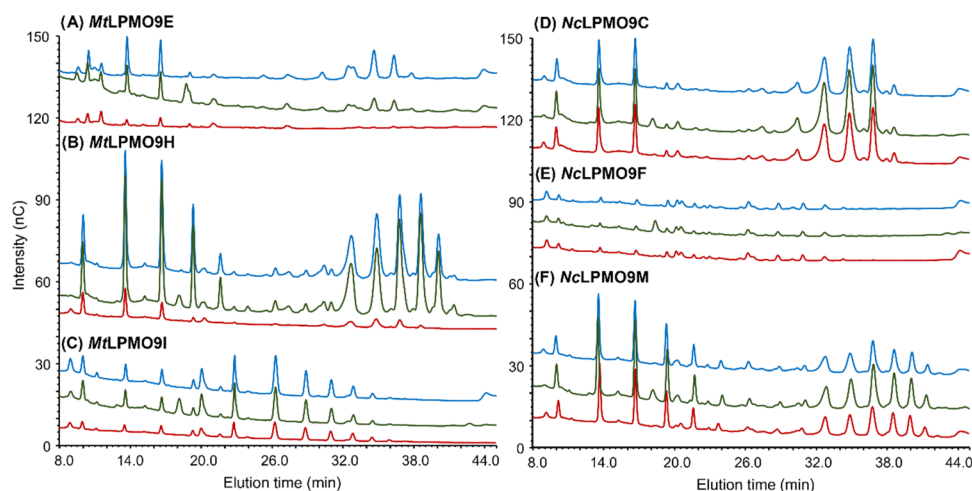 (A) MtLPMO9E
150
120
(B) MtLPMO9H
90
Intensity (nC)
60
(C) MtLPMO9I
30
0
8.0 14.0 20.0 26.0 32.0 38.0 44.0
Elution time (min)
(D) NcLPMO9C
150
120
(E) NcLPMO9F
90
60
(F) NcLPMO9M
30
0
8.0 14.0 20.0 26.0 32.0 38.0 44.0
Elution time (min)